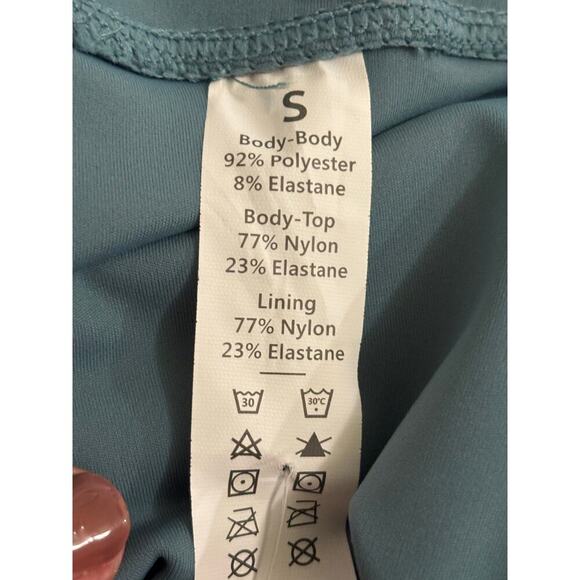 S
Body-Body
92% Polyester
8% Elastane
Body-Top
77% Nylon
23% Elastane
Lining
77% Nylon
23% Elastane
30 30°C